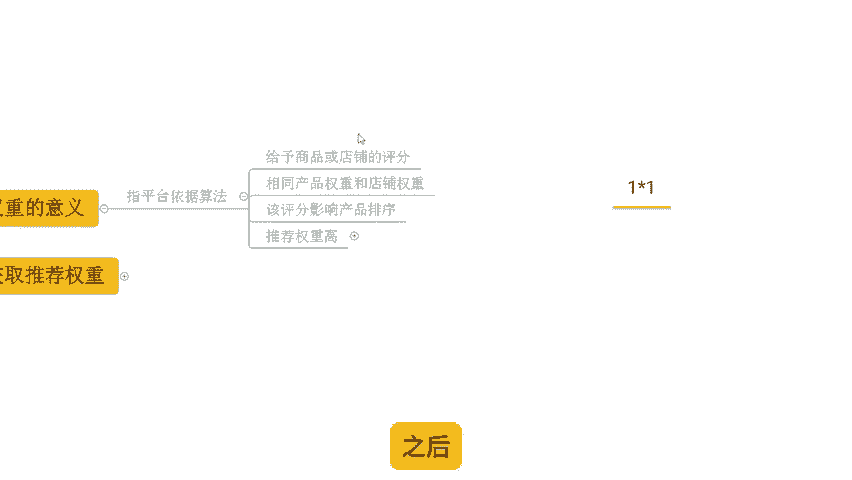 给予商品或店铺的评分
相同产品权重和店铺权重
1*1
指平台依据算法
重的意义
该评分影响产品排序
推荐权重高
取推荐权重
之后